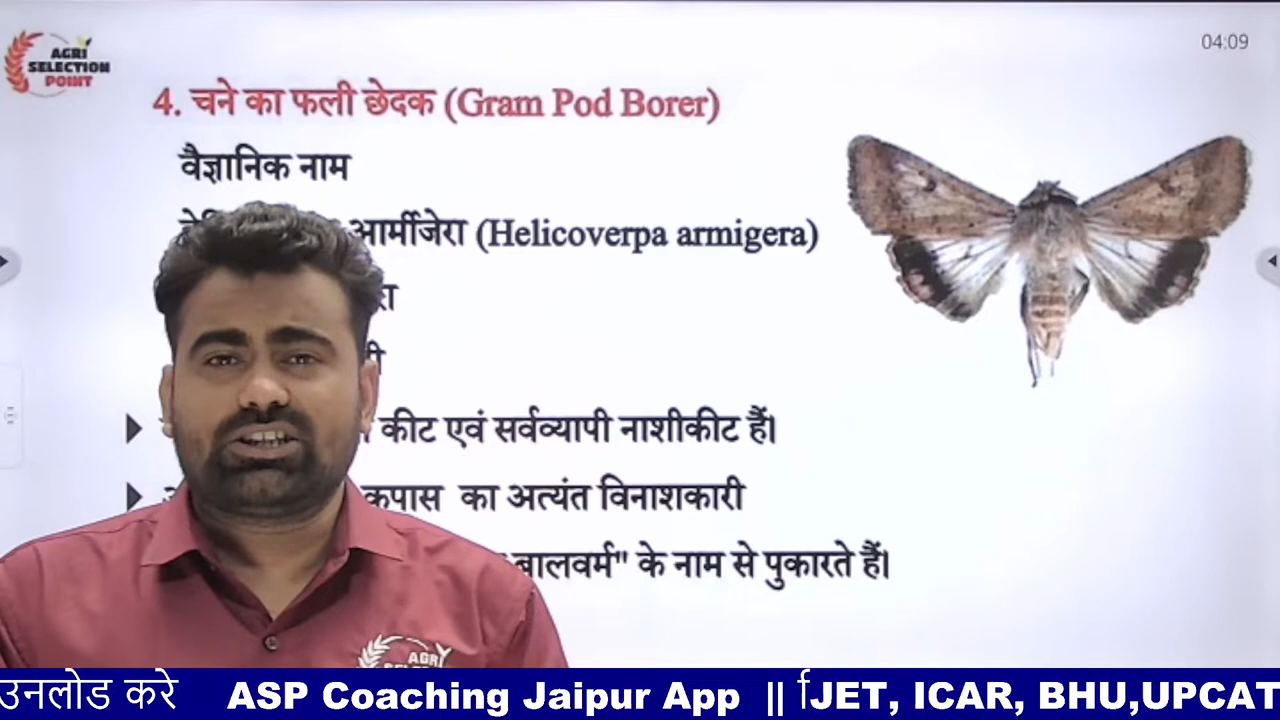 AGRI
SELECTION
POINT
04:09
4. चने का फली छेदक (Gram Pod Borer)
वैज्ञानिक नाम
आर्मीजेरा (Helicoverpa armigera)
कीट एवं सर्वव्यापी नाशीकीट हैं।
कपास का अत्यंत विनाशकारी
बालवर्म" के नाम से पुकारते हैं।
AGRI
उनलोड करे ASP Coaching Jaipur App || JET, ICAR, BHU,UPCAT